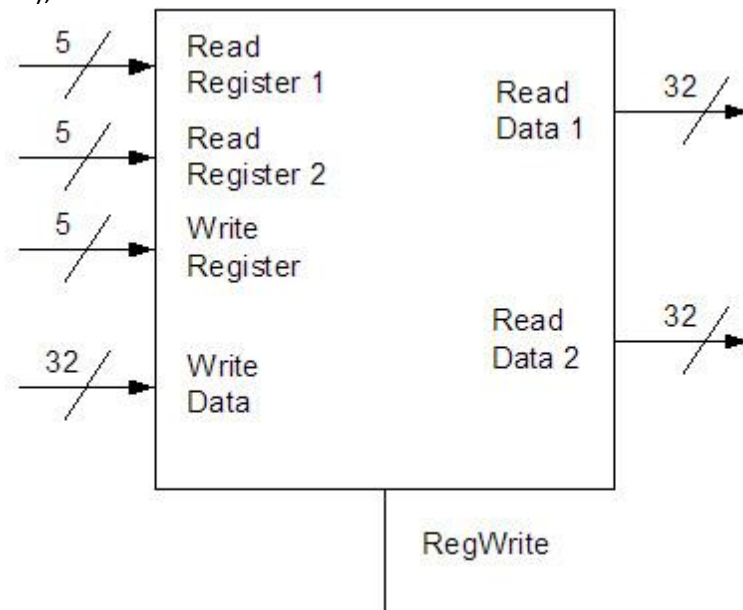 5
Read
Register 1
5
Read
Register 2
5
Write
Register
32
Write
Data
Read
Data 1
32
Read
Data 2
32
RegWrite